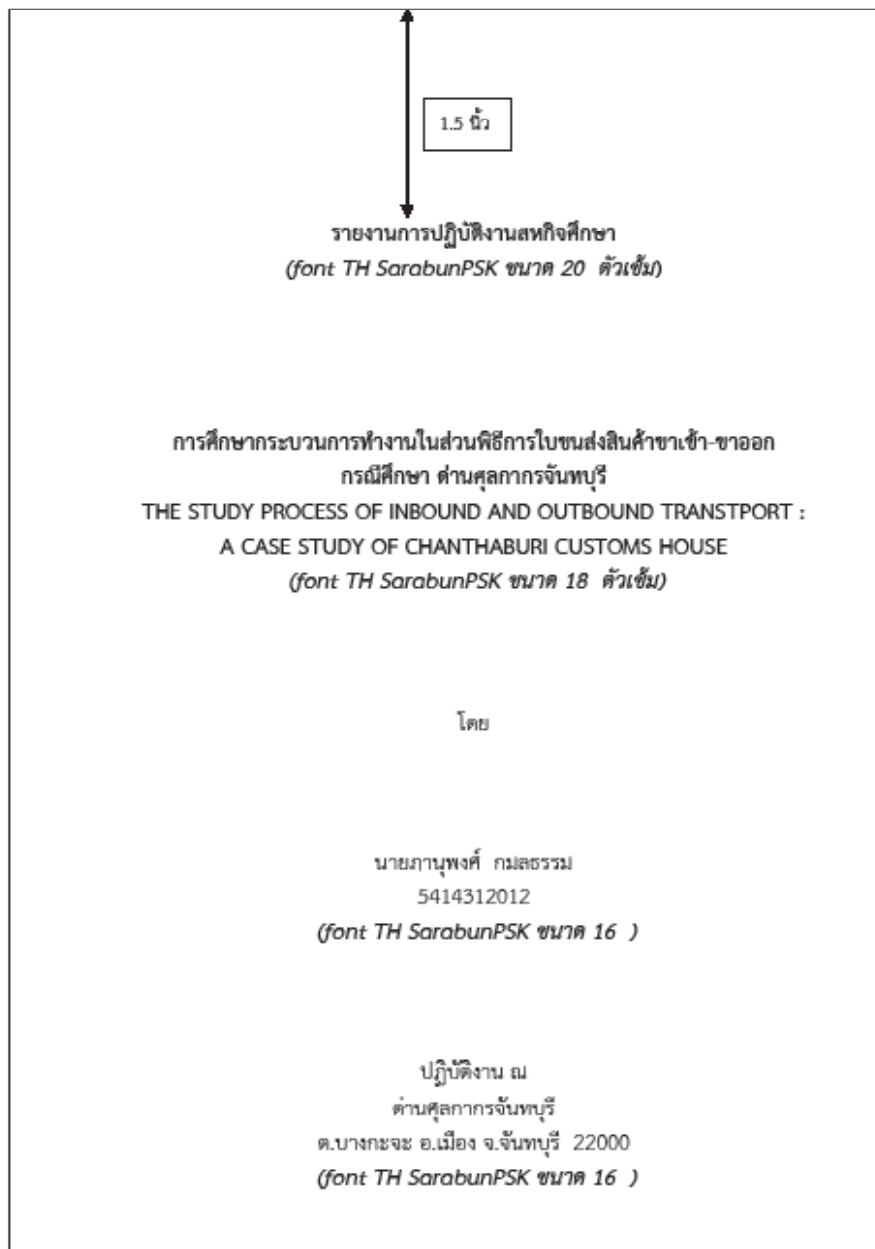 1.5 นิ้ว
รายงานการปฏิบัติงานสหกิจศึกษา
(font TH SarabunPSK ขนาด 20 ตัวเข้ม)
การศึกษากระบวนการทำงานในส่วนพิธีการใบขนส่งสินค้าขาเข้า-ขาออก
กรณีศึกษา ด่านศุลกากรจันทบุรี
THE STUDY PROCESS OF INBOUND AND OUTBOUND TRANSTPORT :
A CASE STUDY OF CHANTHABURI CUSTOMS HOUSE
(font TH SarabunPSK ขนาด 18 ตัวเข้ม)
โดย
นายภานุพงศ์ กมลธรรม
5414312012
(font TH SarabunPSK ขนาด 16 )
ปฏิบัติงาน ณ
ด่านศุลกากรจันทบุรี
ต.บางกะจะ อ.เมือง จ.จันทบุรี 22000
(font TH SarabunPSK ขนาด 16 )